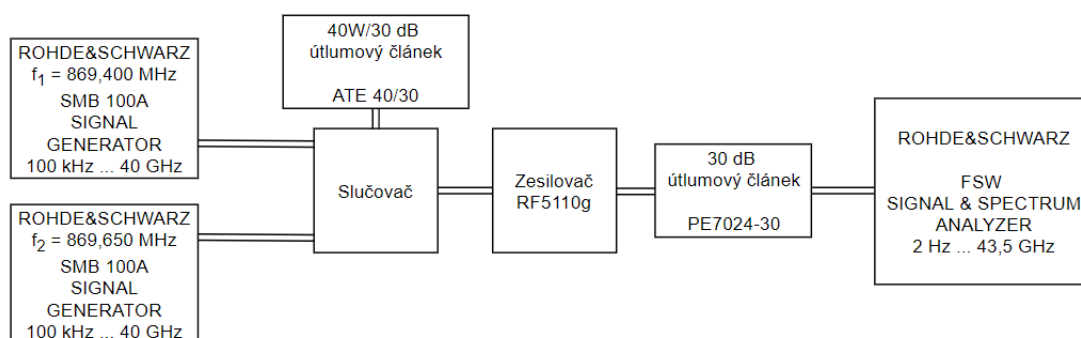 ROHDE&SCHWARZ
f1 = 869,400 MHz
SMB 100A
SIGNAL
GENERATOR
100 kHz ... 40 GHz
ROHDE&SCHWARZ
f2 = 869,650 MHz
SMB 100A
SIGNAL
GENERATOR
100 kHz ... 40 GHz
40W/30 dB
útlumový článek
ATE 40/30
Slučovač
Zesilovač
RF5110g
30 dB
útlumový článek
PE7024-30
ROHDE&SCHWARZ
FSW
SIGNAL & SPECTRUM
ANALYZER
2 Hz ... 43,5 GHz